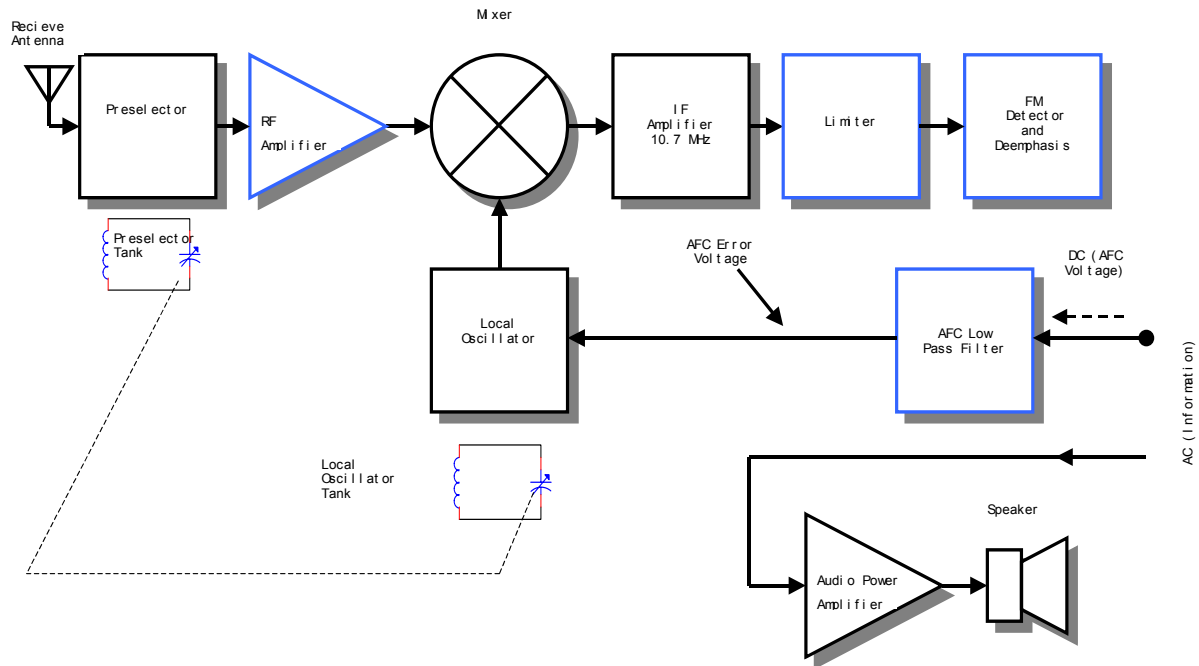 Mixer
Recieve
Antenna
Preselector
RF
Amplifier
IF
Amplifier
10.7 MHz
Limiter
FM
Detector
and
Deemphasis
Preselector
Tank
AFC Error
Voltage
DC (AFC
Voltage)
Local
Oscillator
AFC Low
Pass Filter
AC (Information)
Local
Oscillator
Tank
Speaker
Audio Power
Amplifier